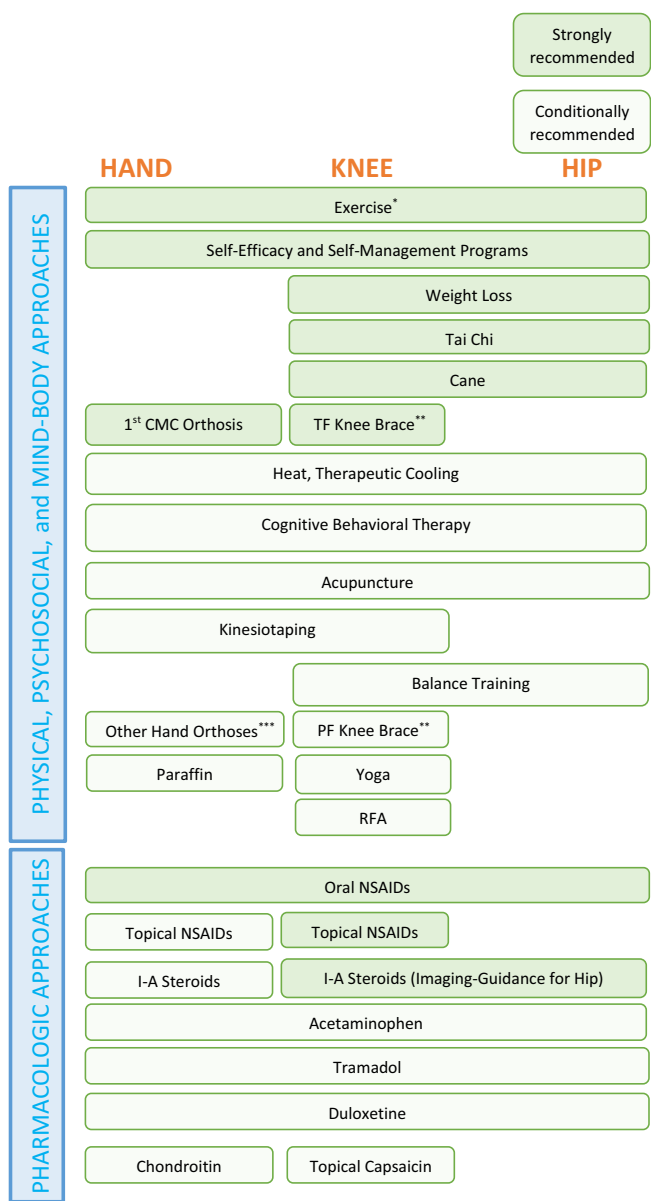 Strongly
recommended
Conditionally
recommended
HAND KNEE HIP
PHYSICAL, PSYCHOSOCIAL, and MIND-BODY APPROACHES
Exercise*
Self-Efficacy and Self-Management Programs
Weight Loss
Tai Chi
Cane
1st CMC Orthosis TF Knee Brace**
Heat, Therapeutic Cooling
Cognitive Behavioral Therapy
Acupuncture
Kinesiotaping
Balance Training
Other Hand Orthoses*** PF Knee Brace**
Paraffin Yoga
RFA
PHARMACOLOGIC APPROACHES
Oral NSAIDs
Topical NSAIDs Topical NSAIDs
I-A Steroids I-A Steroids (Imaging-Guidance for Hip)
Acetaminophen
Tramadol
Duloxetine
Chondroitin Topical Capsaicin